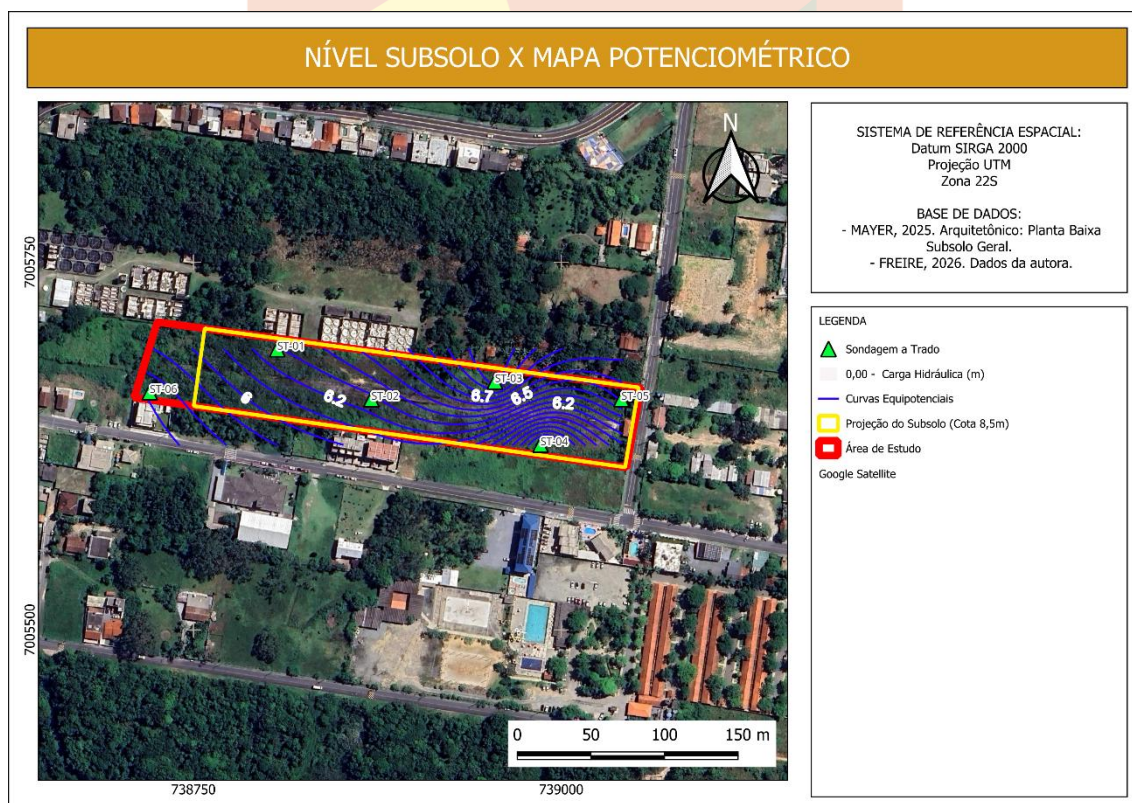 NÍVEL SUBSOLO X MAPA POTENCIOMÉTRICO
N
7005750
7005500
738750
739000
ST-01
ST-02
ST-03
ST-04
ST-05
ST-06
6
6.2
6.7
6.5
6.2
0 50 100 150 m
SISTEMA DE REFERÊNCIA ESPACIAL:
Datum SIRGA 2000
Projeção UTM
Zona 22S
BASE DE DADOS:
- MAYER, 2025. Arquitetônico: Planta Baixa
Subsolo Geral.
- FREIRE, 2026. Dados da autora.
LEGENDA
Sondagem a Trado
0,00 - Carga Hidráulica (m)
Curvas Equipotenciais
Projeção do Subsolo (Cota 8,5m)
Área de Estudo
Google Satellite